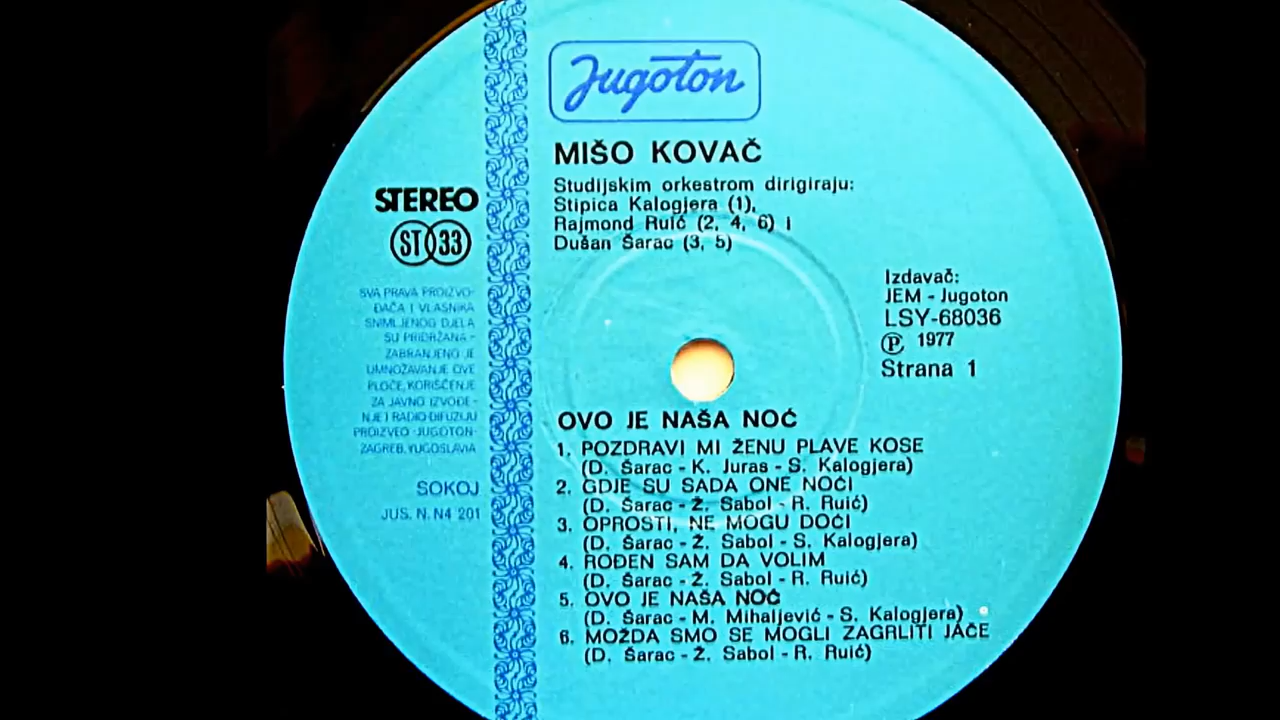 Jugoton
MIŠO KOVAČ
Studijskim orkestrom dirigiraju:
Stipica Kalogjera (1),
Rajmond Ruić (2, 4, 6) i
Dušan Šarac (3, 5)
STEREO
ST 33
SVA PRAVA PROIZVO-
ĐAČA I VLASNIKA
SNIMLJENOG DJELA
SU PRIDRŽANA -
ZABRANJENO JE
UMNOŽAVANJE OVE
PLOČE, KORIŠĆENJE
ZA JAVNO IZVOĐE-
NJE I RADIO DIFUZIJU
PROIZVEO -JUGOTON-
ZAGREB, YUGOSLAVIA
SOKOJ
JUS. N. N4 201
Izdavač:
JEM - Jugoton
LSY-68036
Ⓟ 1977
Strana 1
OVO JE NAŠA NOĆ
1. POZDRAVI MI ŽENU PLAVE KOSE
(D. Šarac - K. Juras - S. Kalogjera)
2. GDJE SU SADA ONE NOĆI
(D. Šarac - Ž. Sabol - R. Ruić)
3. OPROSTI, NE MOGU DOĆI
(D. Šarac - Ž. Sabol - S. Kalogjera)
4. ROĐEN SAM DA VOLIM
(D. Šarac - Ž. Sabol - R. Ruić)
5. OVO JE NAŠA NOĆ
(D. Šarac - M. Mihaljević - S. Kalogjera)
6. MOŽDA SMO SE MOGLI ZAGRLITI JAČE
(D. Šarac - Ž. Sabol - R. Ruić)